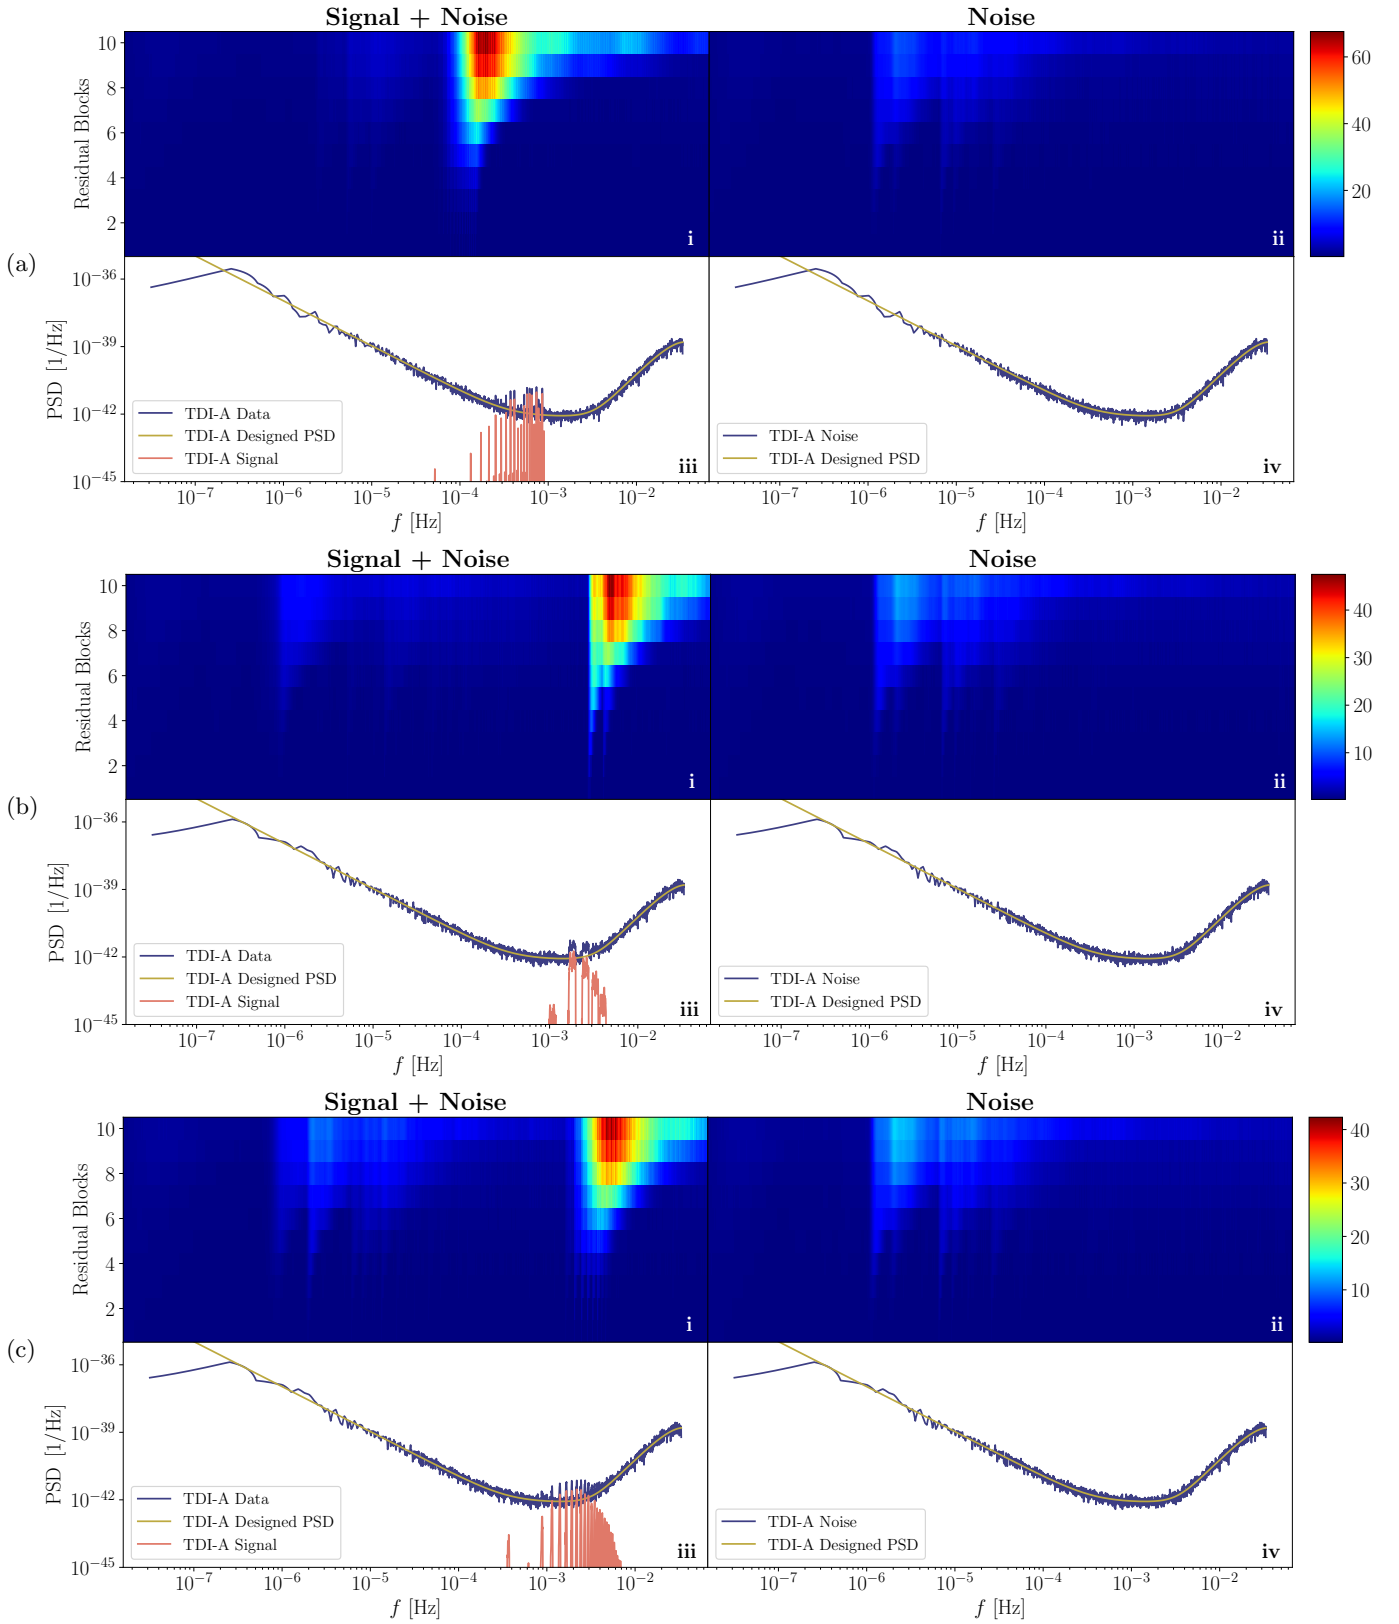 Signal + Noise
Noise
Residual Blocks
10
8
6
4
2
i
ii
60
40
20
(a)
PSD [1/Hz]
10^-36
10^-39
10^-42
10^-45
TDI-A Data
TDI-A Designed PSD
TDI-A Signal
iii
TDI-A Noise
TDI-A Designed PSD
iv
10^-7 10^-6 10^-5 10^-4 10^-3 10^-2
10^-7 10^-6 10^-5 10^-4 10^-3 10^-2
f [Hz]
f [Hz]
Signal + Noise
Noise
Residual Blocks
10
8
6
4
2
i
ii
40
30
20
10
(b)
PSD [1/Hz]
10^-36
10^-39
10^-42
10^-45
TDI-A Data
TDI-A Designed PSD
TDI-A Signal
iii
TDI-A Noise
TDI-A Designed PSD
iv
10^-7 10^-6 10^-5 10^-4 10^-3 10^-2
10^-7 10^-6 10^-5 10^-4 10^-3 10^-2
f [Hz]
f [Hz]
Signal + Noise
Noise
Residual Blocks
10
8
6
4
2
i
ii
40
30
20
10
(c)
PSD [1/Hz]
10^-36
10^-39
10^-42
10^-45
TDI-A Data
TDI-A Designed PSD
TDI-A Signal
iii
TDI-A Noise
TDI-A Designed PSD
iv
10^-7 10^-6 10^-5 10^-4 10^-3 10^-2
10^-7 10^-6 10^-5 10^-4 10^-3 10^-2
f [Hz]
f [Hz]